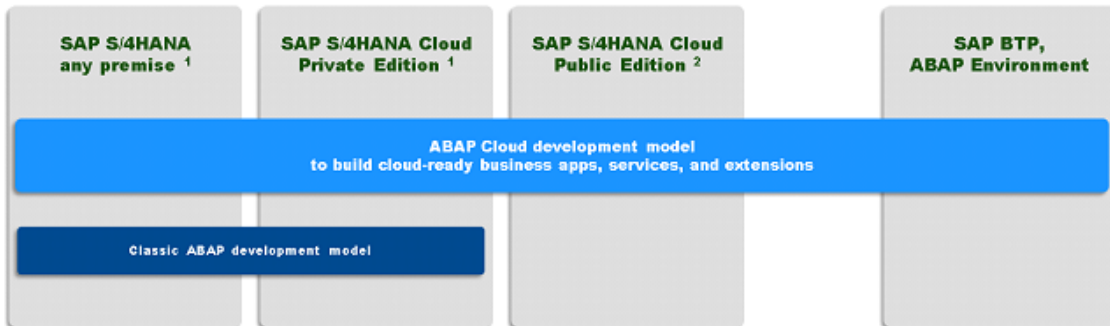 SAP S/4HANA
any premise ¹
SAP S/4HANA Cloud
Private Edition ¹
SAP S/4HANA Cloud
Public Edition ²
SAP BTP,
ABAP Environment
ABAP Cloud development model
to build cloud-ready business apps, services, and extensions
Classic ABAP development model